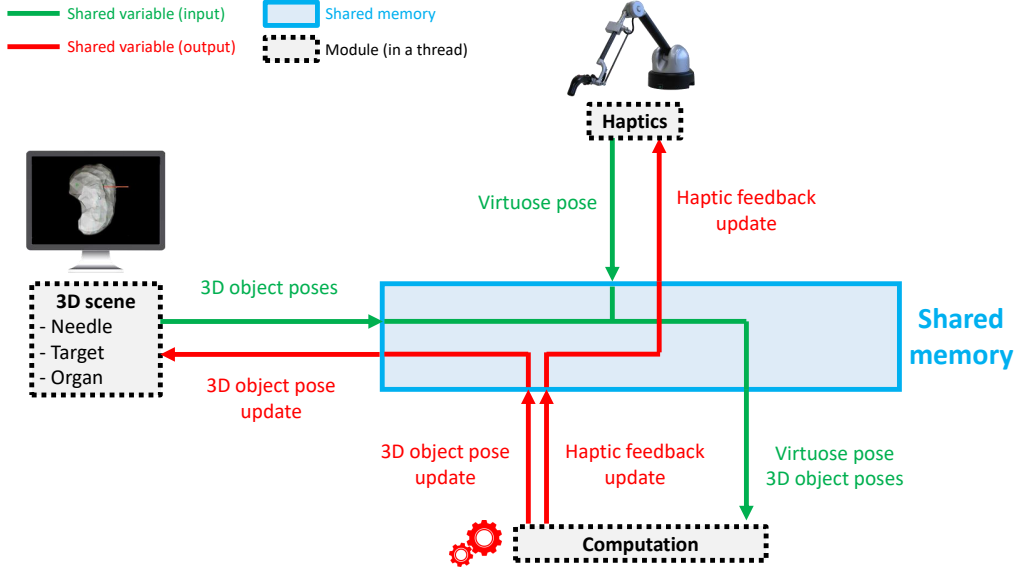 Shared variable (input)
Shared memory
Shared variable (output)
Module (in a thread)
Haptics
Virtuose pose
Haptic feedback
update
3D object poses
3D scene
- Needle
- Target
- Organ
Shared
memory
3D object pose
update
3D object pose
update
Haptic feedback
update
Virtuose pose
3D object poses
Computation